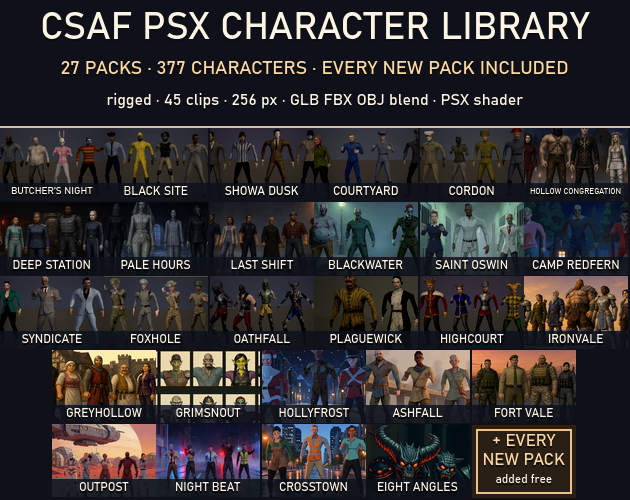 CSAF PSX CHARACTER LIBRARY
27 PACKS · 377 CHARACTERS · EVERY NEW PACK INCLUDED
rigged · 45 clips · 256 px · GLB FBX OBJ blend · PSX shader
BUTCHER'S NIGHT
BLACK SITE
SHOWA DUSK
COURTYARD
CORDON
HOLLOW CONGREGATION
DEEP STATION
PALE HOURS
LAST SHIFT
BLACKWATER
SAINT OSWIN
CAMP REDFERN
SYNDICATE
FOXHOLE
OATHFALL
PLAGUEWICK
HIGHCOURT
IRONVALE
GREYHOLLOW
GRIMSNOUT
HOLLYFROST
ASHFALL
FORT VALE
OUTPOST
NIGHT BEAT
CROSSTOWN
EIGHT ANGLES
+ EVERY
NEW PACK
added free